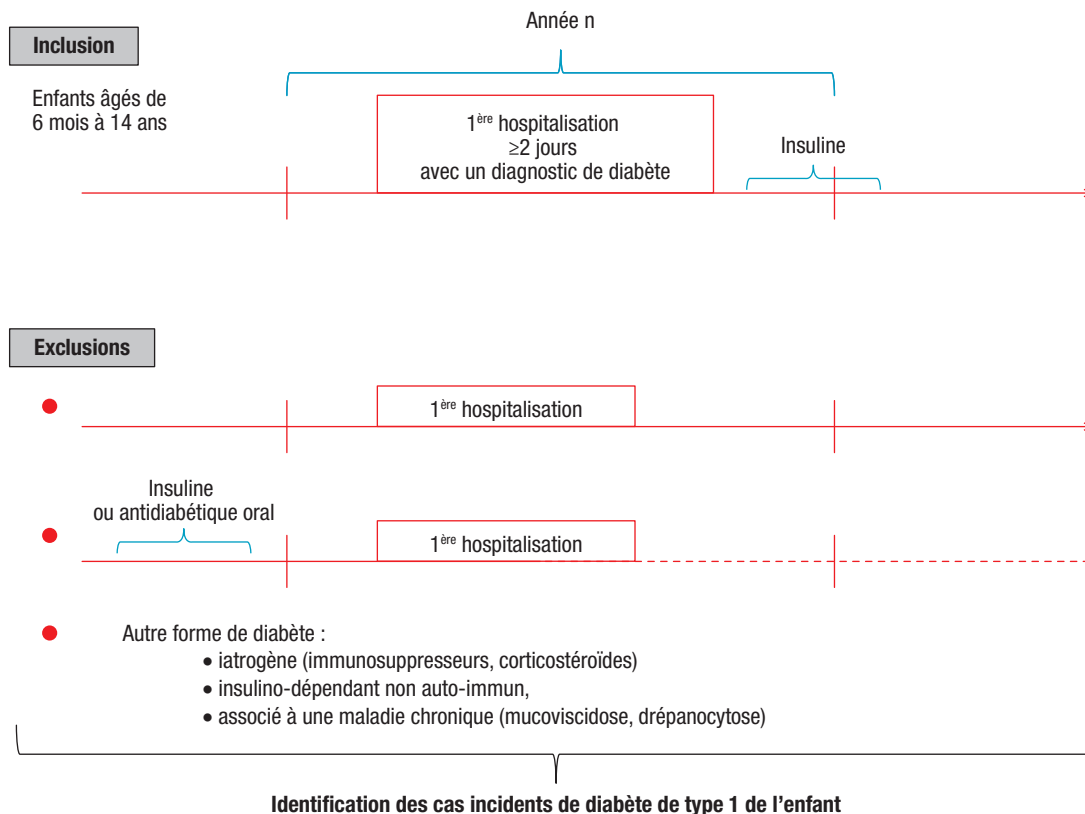 Année n
Inclusion
Enfants âgés de
6 mois à 14 ans
1ère hospitalisation
≥2 jours
avec un diagnostic de diabète
Insuline
Exclusions
1ère hospitalisation
Insuline
ou antidiabétique oral
1ère hospitalisation
Autre forme de diabète :
• iatrogène (immunosuppresseurs, corticostéroïdes)
• insulino-dépendant non auto-immun,
• associé à une maladie chronique (mucoviscidose, drépanocytose)
Identification des cas incidents de diabète de type 1 de l'enfant